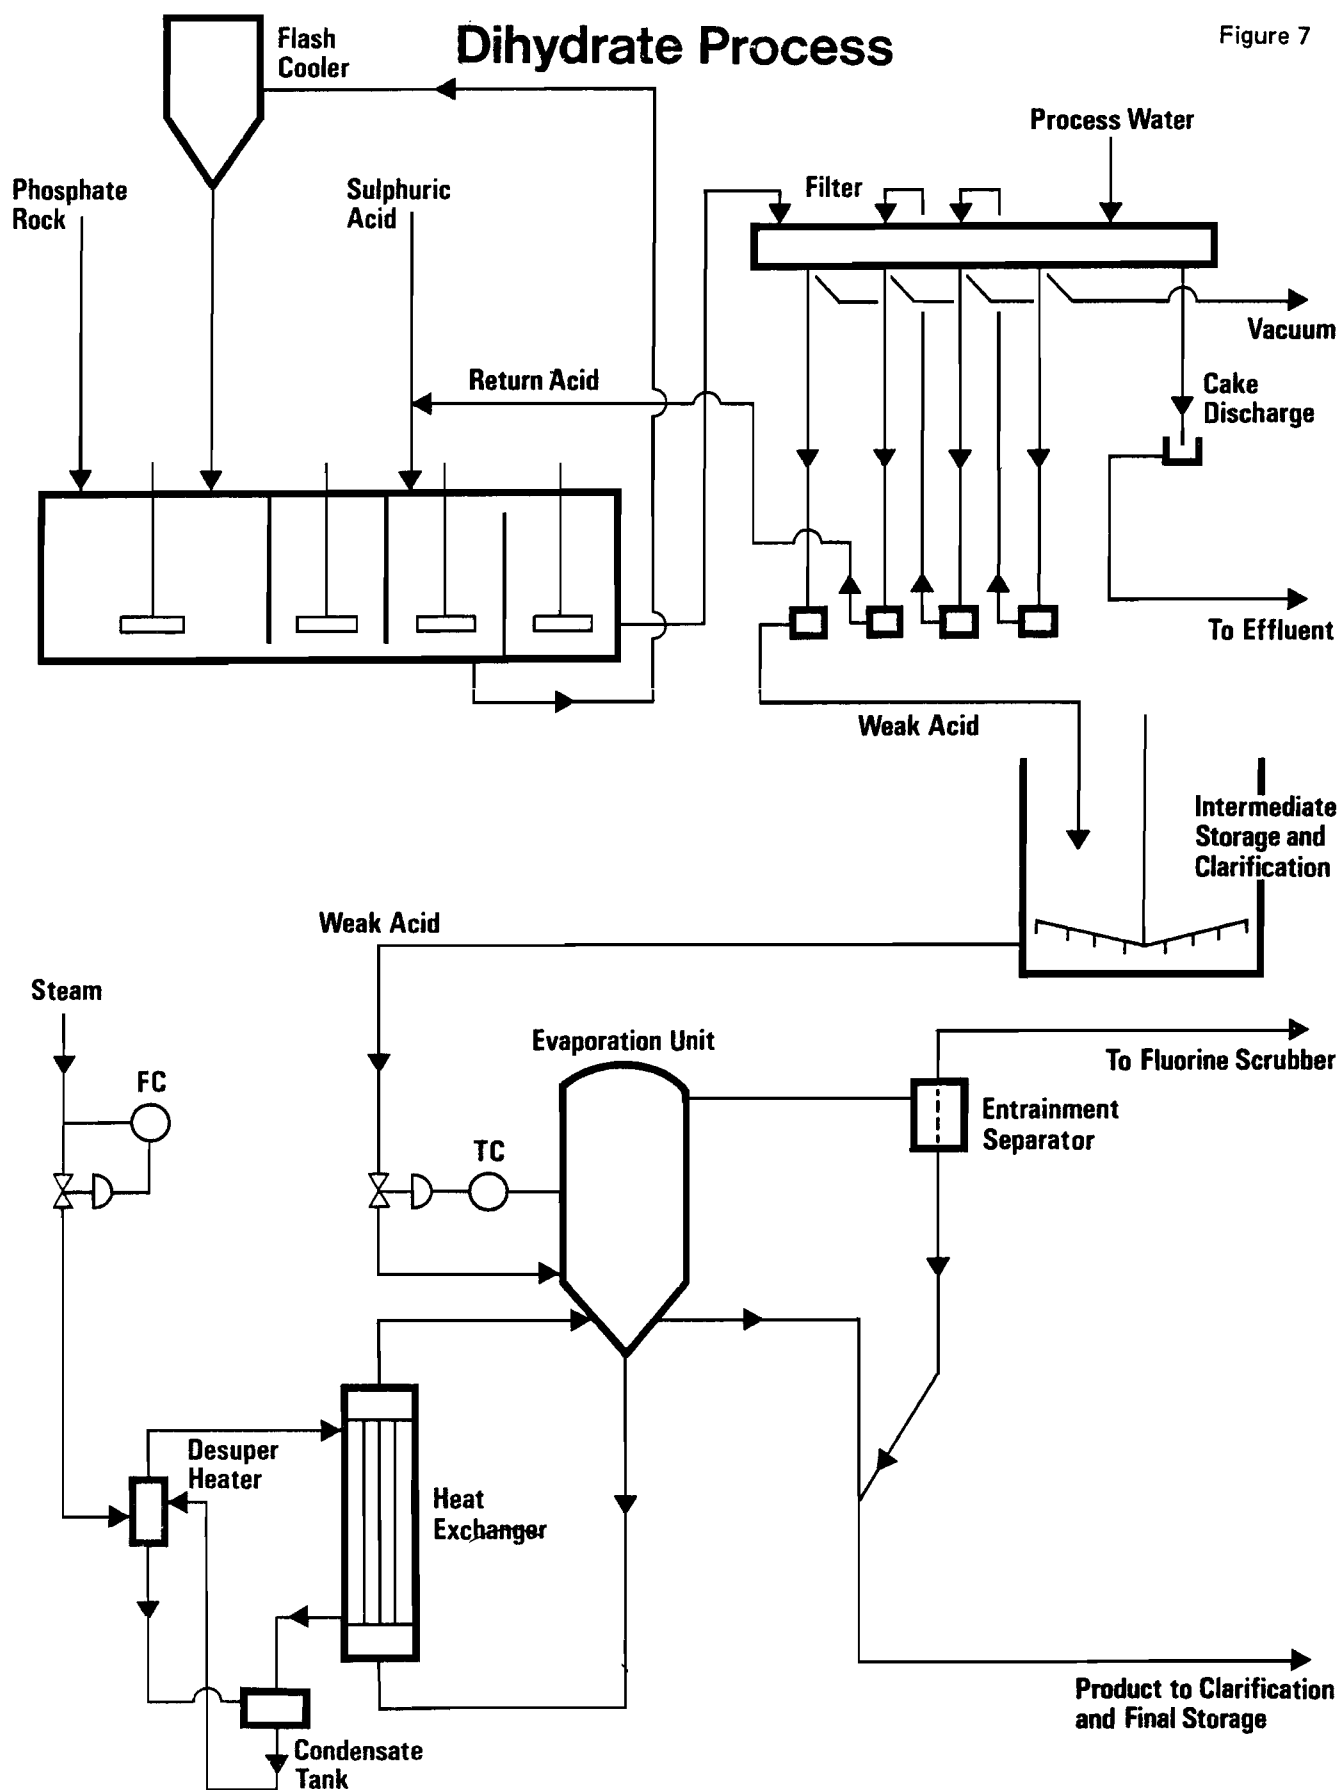 Dihydrate Process
Figure 7
Flash
Cooler
Process Water
Phosphate
Rock
Sulphuric
Acid
Filter
Vacuum
Return Acid
Cake
Discharge
To Effluent
Weak Acid
Intermediate
Storage and
Clarification
Weak Acid
Steam
Evaporation Unit
To Fluorine Scrubber
FC
Entrainment
Separator
TC
Desuper
Heater
Heat
Exchanger
Product to Clarification
and Final Storage
Condensate
Tank